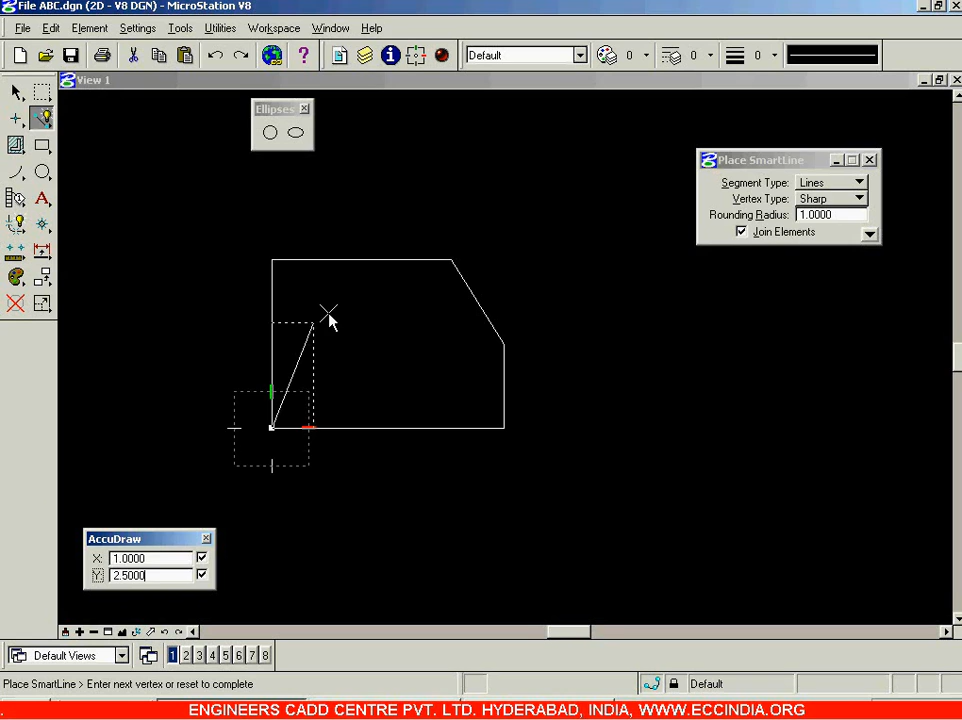 File ABC.dgn (2D - V8 DGN) - MicroStation V8
File Edit Element Settings Tools Utilities Workspace Window Help
Default 0 0 0
View 1
Ellipses
Place SmartLine
Segment Type: Lines
Vertex Type: Sharp
Rounding Radius: 1.0000
Join Elements
AccuDraw
X: 1.0000
Y: 2.5000
Default Views 1 2 3 4 5 6 7 8
Place SmartLine > Enter next vertex or reset to complete Default
. ENGINEERS CADD CENTRE PVT. LTD. HYDERABAD, INDIA, WWW.ECCINDIA.ORG